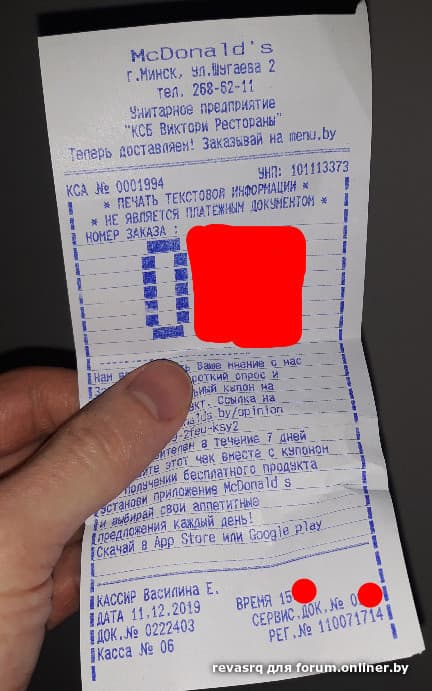 McDonald's
г.Минск, ул.Шугаева 2
тел. 268-62-11
Унитарное предприятие
"КСБ Виктори Рестораны"
Теперь доставляем! Заказывай на menu.by
КСА № 0001994 УНП: 101113373
* ПЕЧАТЬ ТЕКСТОВОЙ ИНФОРМАЦИИ *
* НЕ ЯВЛЯЕТСЯ ПЛАТЕЖНЫМ ДОКУМЕНТОМ *
НОМЕР ЗАКАЗА :
0
Нам Ваше мнение о нас
опрос и
купон на
Ссылка на
by/opinion
в течение 7 дней
этот чек вместе с купоном
получении бесплатного продукта
установи приложение McDonald s
и выбирай свои аппетитные
предложения каждый день!
Скачай в App Store или Google play
КАССИР Василина Е.
ДАТА 11.12.2019 ВРЕМЯ 15
ДОК.№ 0222403 СЕРВИС.ДОК.№ 0
Касса № 06 РЕГ.№ 110071714
revasrq для forum.onliner.by